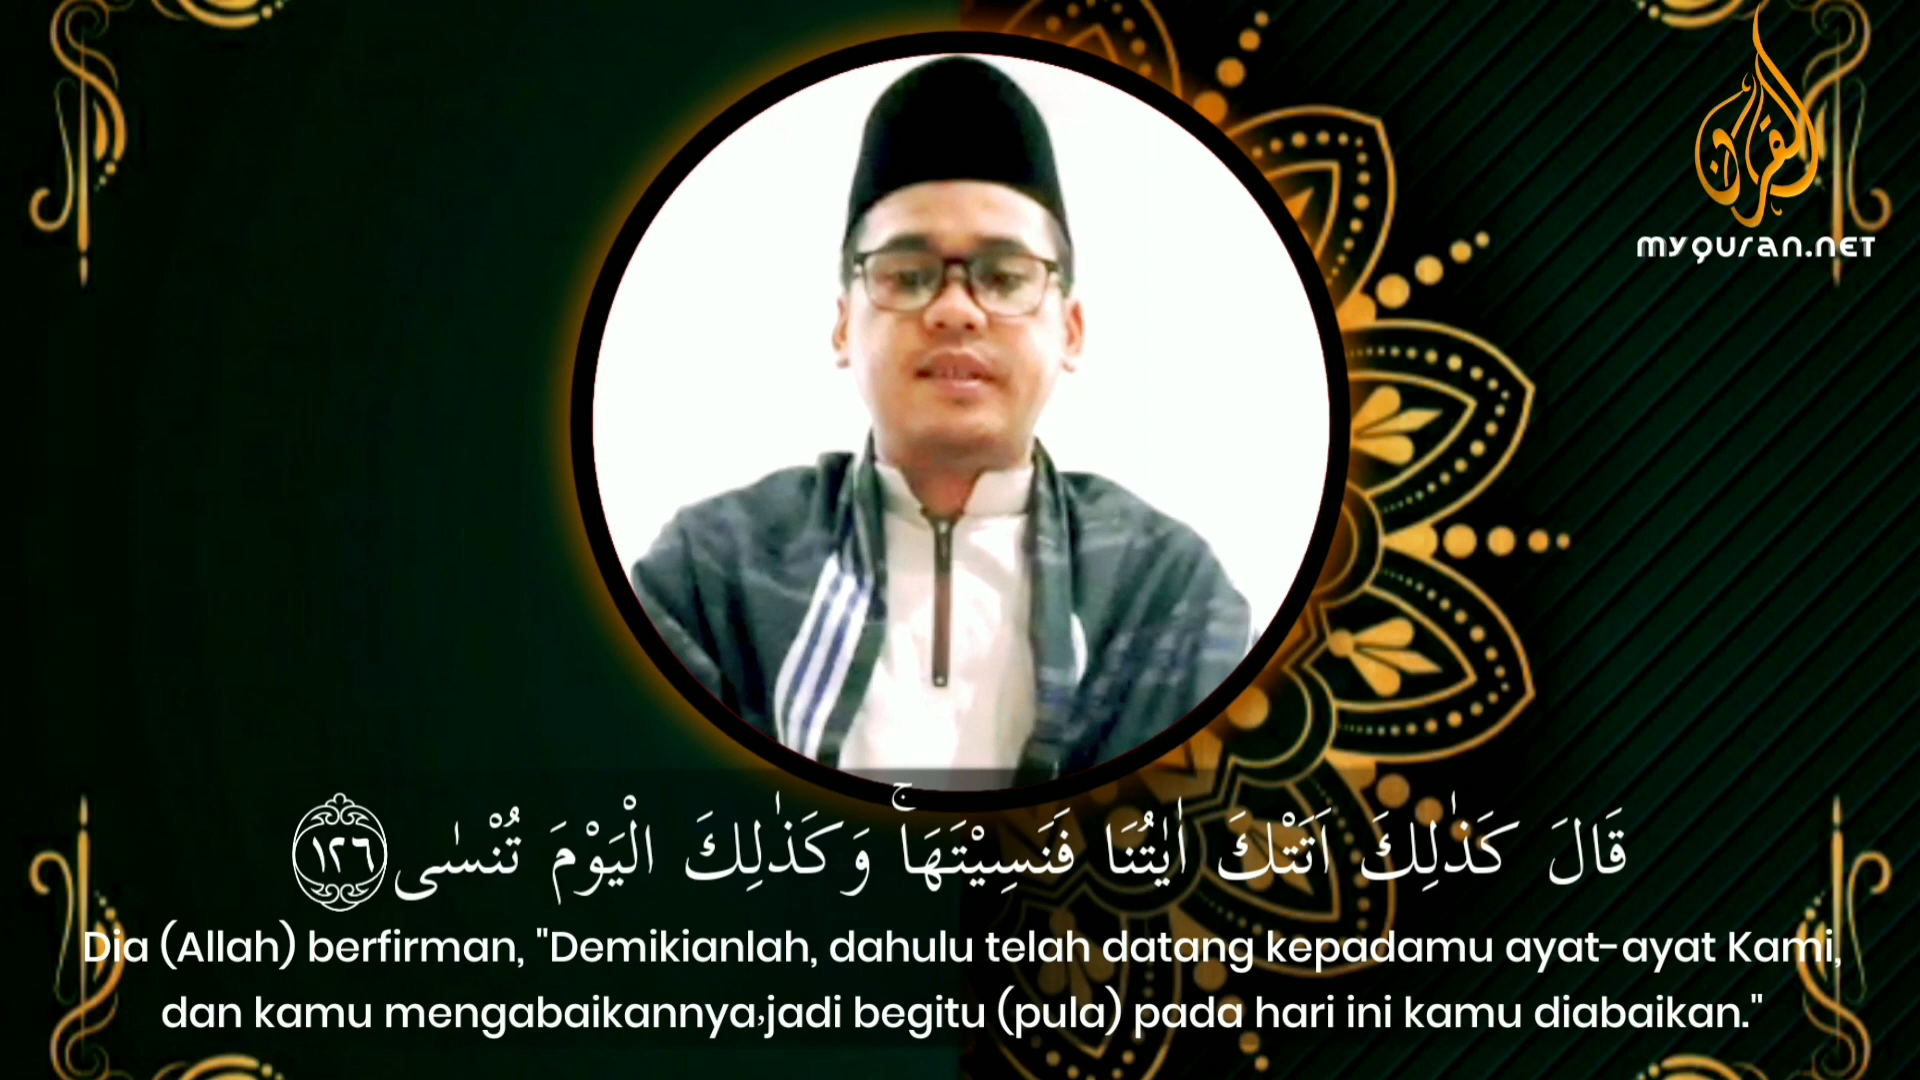 القرآن
myquran.net
قَالَ كَذٰلِكَ اَتَتْكَ اٰيٰتُنَا فَنَسِيْتَهَاۚ وَكَذٰلِكَ الْيَوْمَ تُنْسٰى ١٢٦
Dia (Allah) berfirman, "Demikianlah, dahulu telah datang kepadamu ayat-ayat Kami,
dan kamu mengabaikannya,jadi begitu (pula) pada hari ini kamu diabaikan."